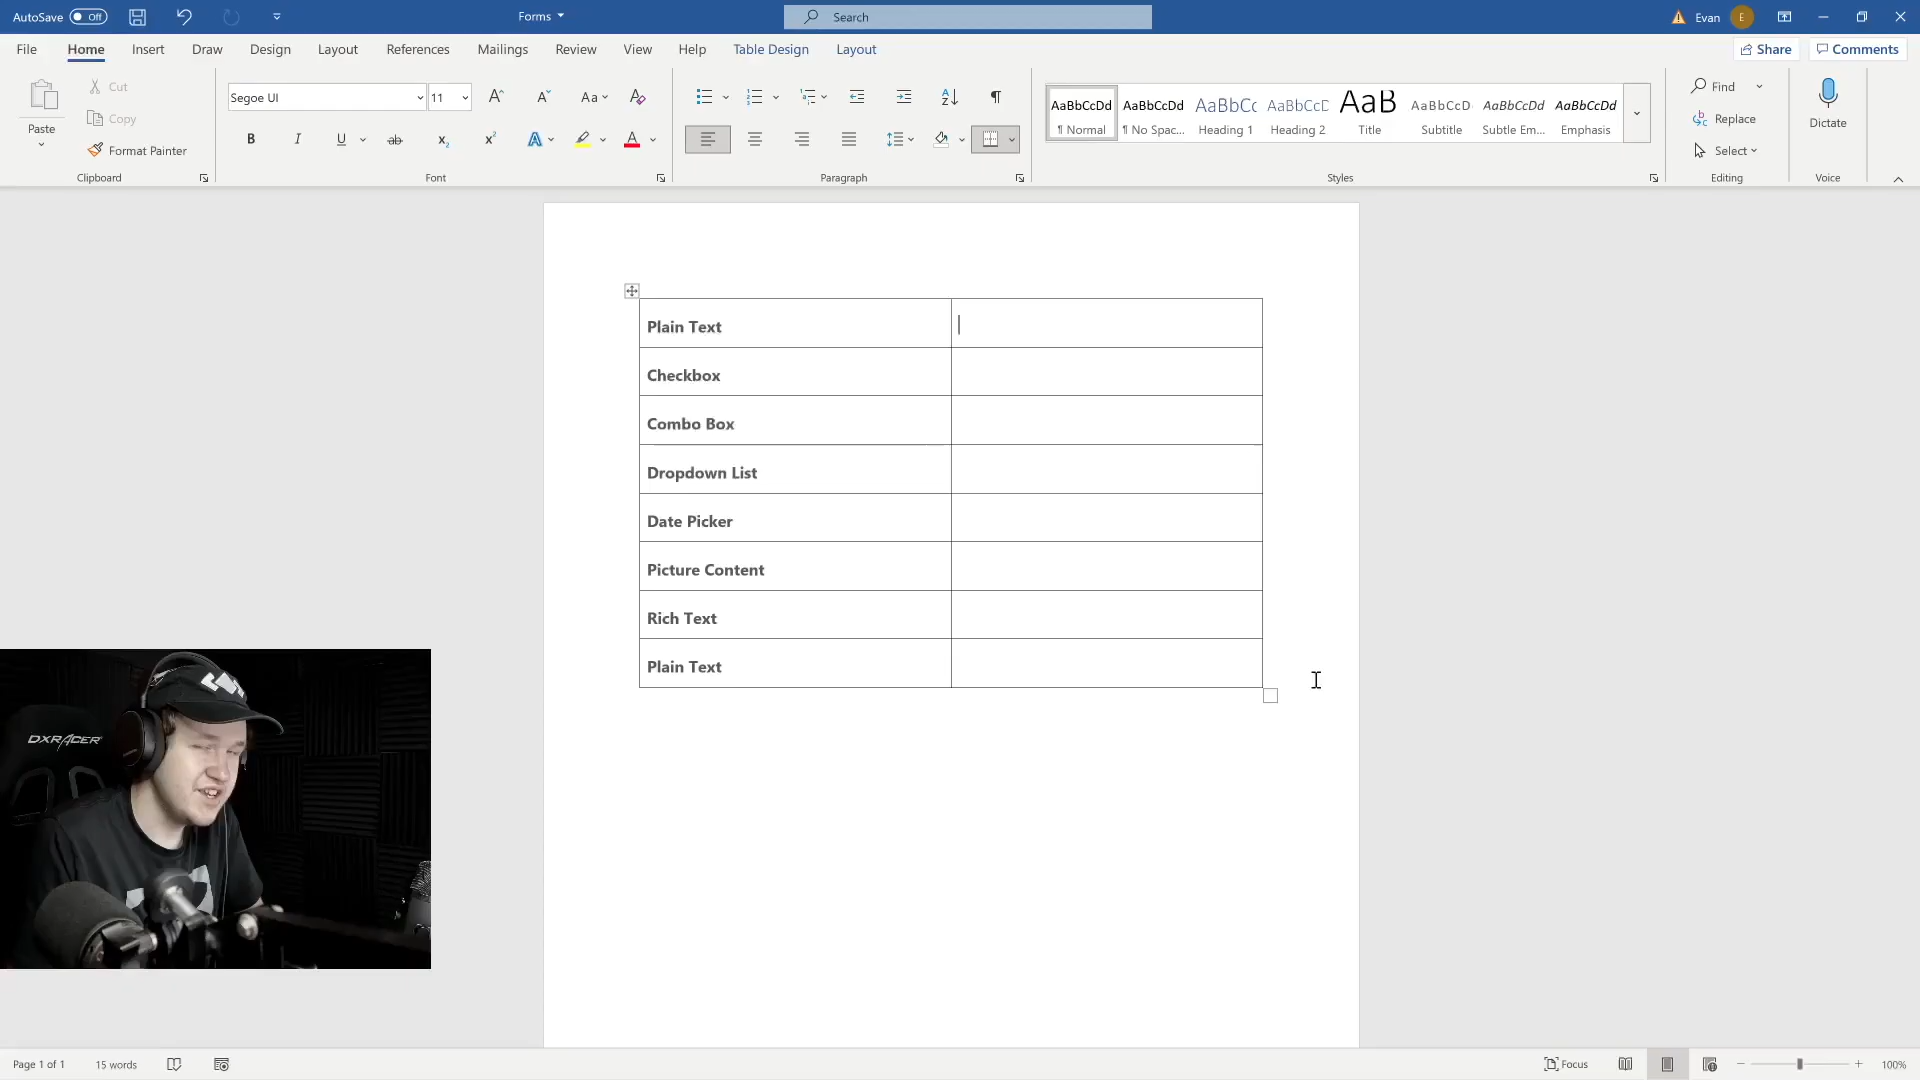 AutoSave Off Forms Search Evan E
File Home Insert Draw Design Layout References Mailings Review View Help Table Design Layout Share Comments
Paste
Cut
Copy
Format Painter
Clipboard
Segoe UI 11
Font
Paragraph
AaBbCcDd AaBbCcDd AaBbCc AaBbCcD AaB AaBbCcD AaBbCcDd AaBbCcDd
¶ Normal ¶ No Spac... Heading 1 Heading 2 Title Subtitle Subtle Em... Emphasis
Styles
Find
Replace
Select
Editing
Dictate
Voice
Plain Text
Checkbox
Combo Box
Dropdown List
Date Picker
Picture Content
Rich Text
Plain Text
DXRACER
Page 1 of 1 15 words Focus 100%